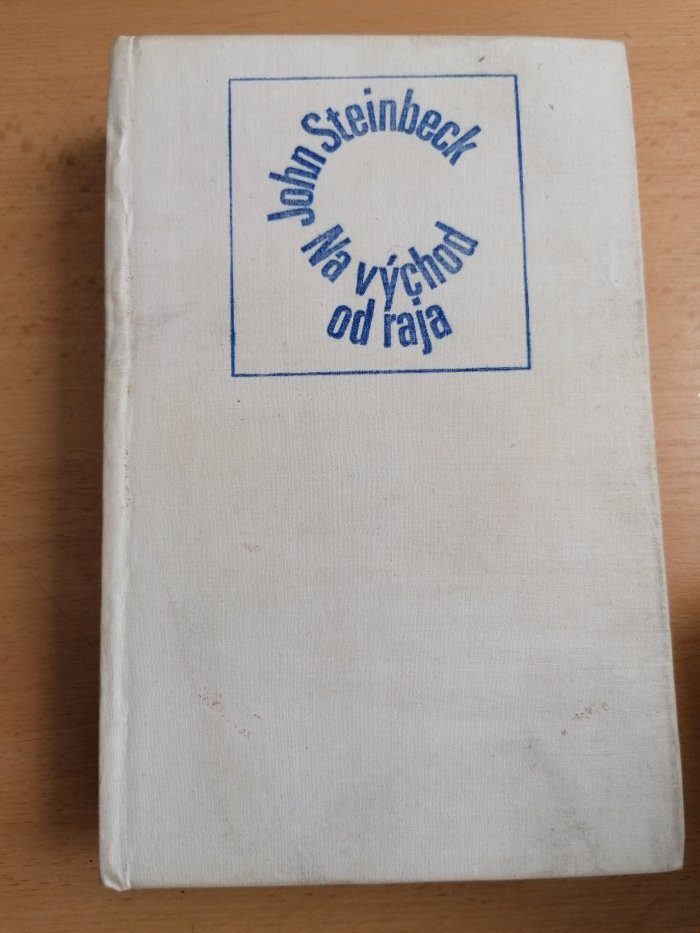 John Steinbeck
Na východ
od raja